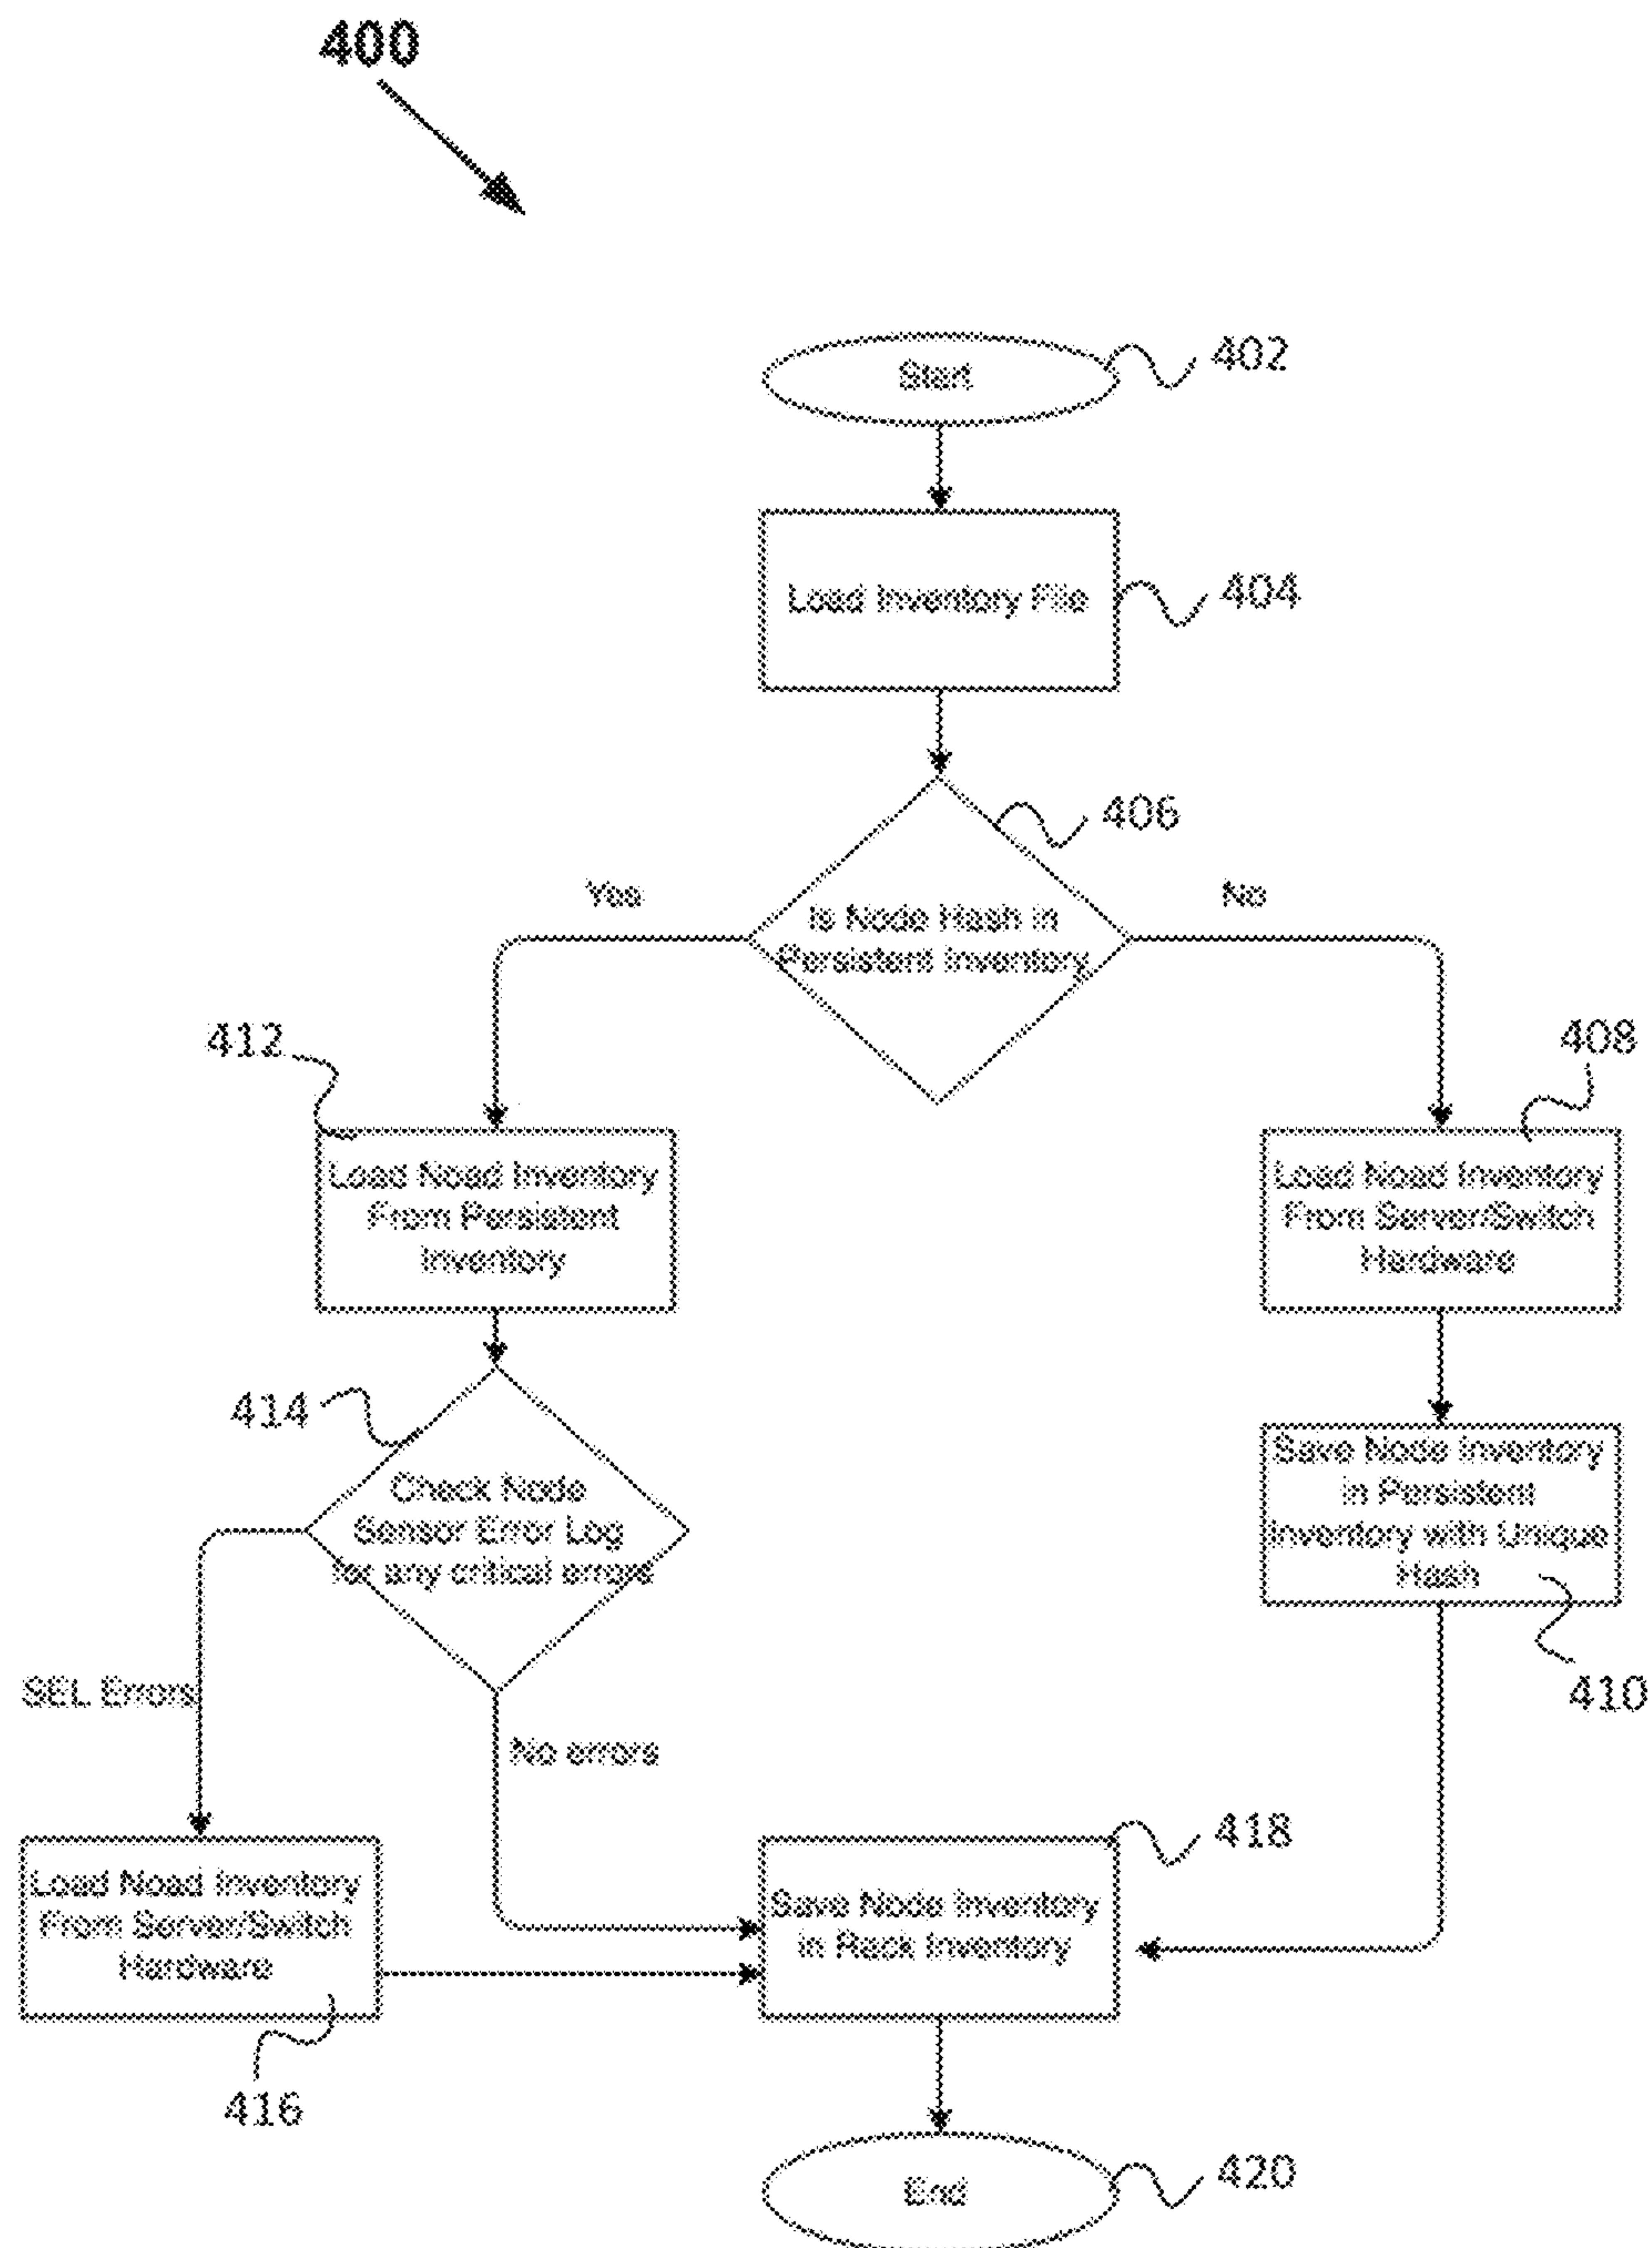 400
Start
402
Load Inventory File
404
406
Yes
No
Is Node Hash in
Persistent Inventory
412
408
Load Noad Inventory
From Persistent
Inventory
Load Noad Inventory
From Server/Switch
Hardware
414
Check Node
Sensor Error Log
for any critical errors
Save Node Inventory
in Persistent
Inventory with Unique
Hash
SEL Errors
410
No errors
418
Load Noad Inventory
From Server/Switch
Hardware
Save Node Inventory
in Rack Inventory
416
End
420